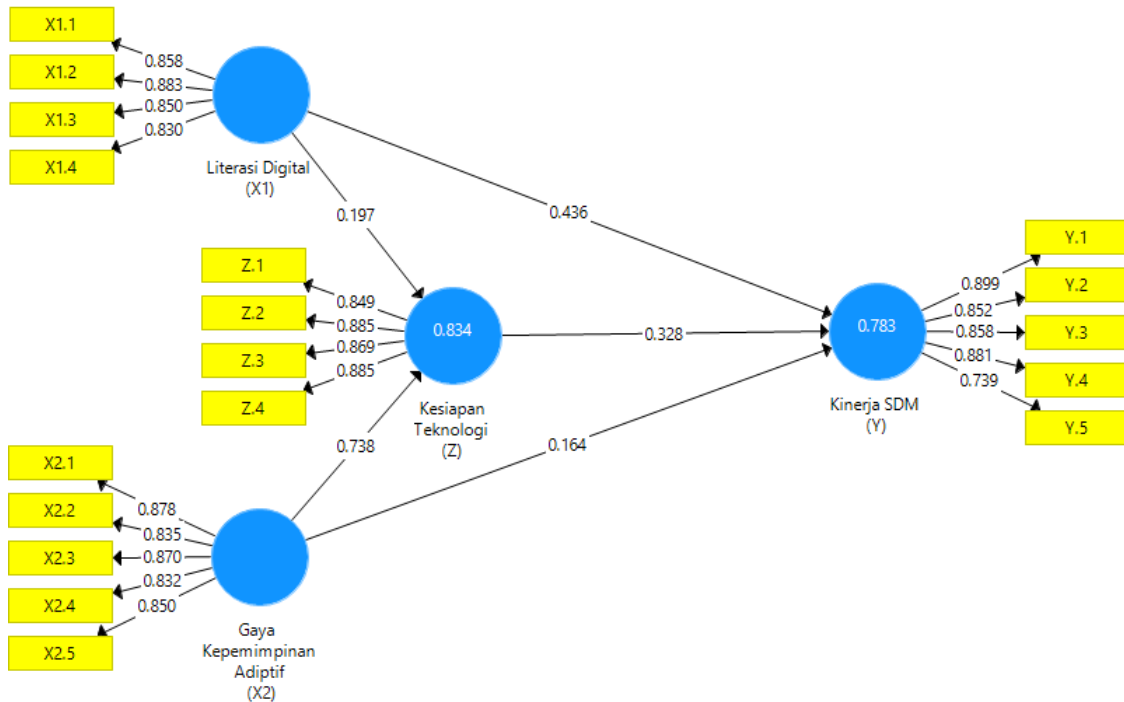 X1.1
X1.2
X1.3
X1.4
0.858
0.883
0.850
0.830
Literasi Digital
(X1)
0.197
0.436
Z.1
Z.2
Z.3
Z.4
0.849
0.885
0.869
0.885
0.834
Kesiapan
Teknologi
(Z)
0.328
0.783
Kinerja SDM
(Y)
0.899
0.852
0.858
0.881
0.739
Y.1
Y.2
Y.3
Y.4
Y.5
0.738
0.164
X2.1
X2.2
X2.3
X2.4
X2.5
0.878
0.835
0.870
0.832
0.850
Gaya
Kepemimpinan
Adiptif
(X2)